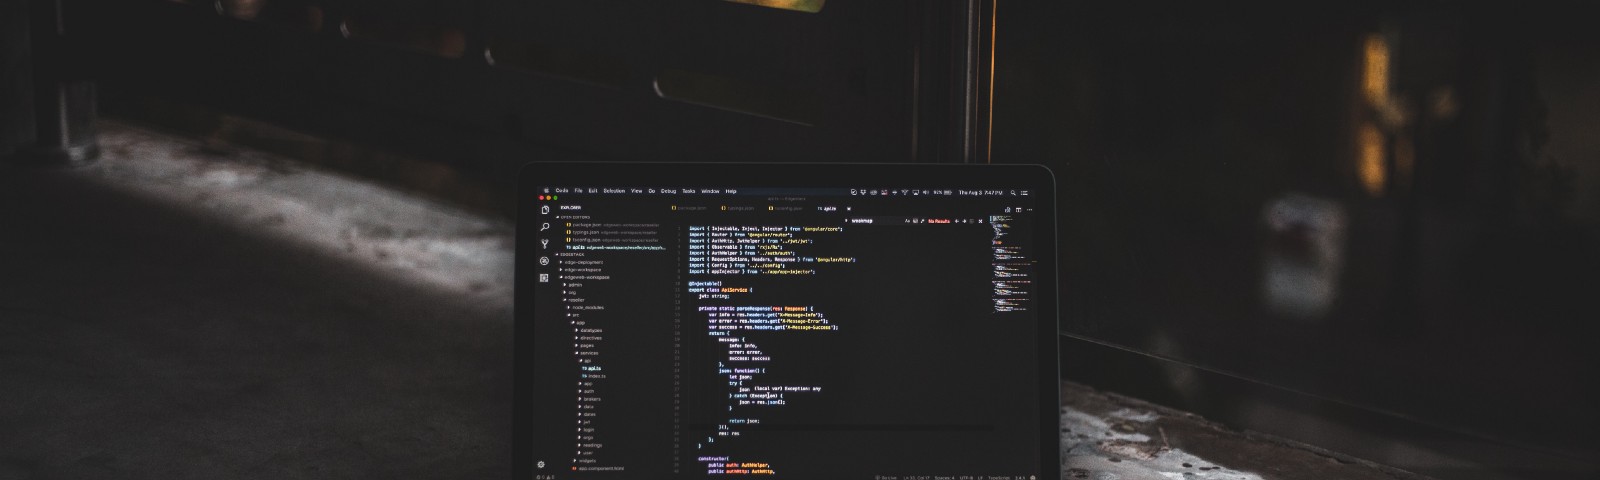 Code File Edit Selection View Go Debug Tasks Window Help
Thu Aug 3 7:47 PM
EXPLORER
OPEN EDITORS
package.json
typings.json
tsconfig.json
api.ts
TS api.ts
No Results
edge-deployment
edge-workspace
edgeweb-workspace
admin
reseller
node_modules
src
app
datatypes
directives
pages
services
api
TS api.ts
TS index.ts
app
auth
brokers
data
dates
jwt
login
readings
user
widgets
app.component.html
import { Injectable, Inject, Injector } from '@angular/core';
import { Router } from '@angular/router';
import { AuthHttp, JwtHelper } from '../jwt/jwt';
import { Observable } from 'rxjs/Rx';
import { AuthHelper } from '../auth/auth';
import { RequestOptions, Headers, Response } from '@angular/http';
import { Config } from '../../config';
import { appInjector } from '../app/app-injector';
@Injectable()
export class ApiService {
jwt: string;
private static parseResponse(res: Response) {
var info = res.headers.get("X-Message-Info");
var error = res.headers.get("X-Message-Error");
var success = res.headers.get("X-Message-Success");
return {
message: {
info: info,
error: error,
success: success
},
json: function() {
let json;
try {
json (local var) Exception: any
} catch (Exception) {
json = res.json();
}
return json;
}(),
res: res
};
}
constructor(
public auth: AuthHelper,
public authHttp: AuthHttp,